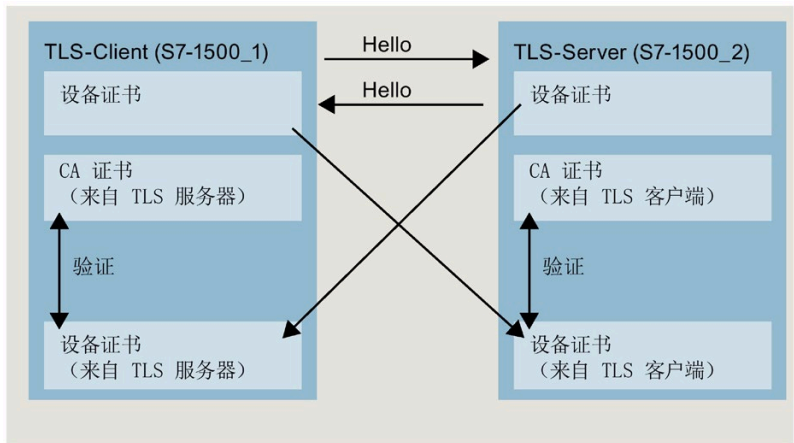 TLS-Client (S7-1500_1)
设备证书
CA 证书
（来自 TLS 服务器）
验证
设备证书
（来自 TLS 服务器）
Hello
Hello
TLS-Server (S7-1500_2)
设备证书
CA 证书
（来自 TLS 客户端）
验证
设备证书
（来自 TLS 客户端）